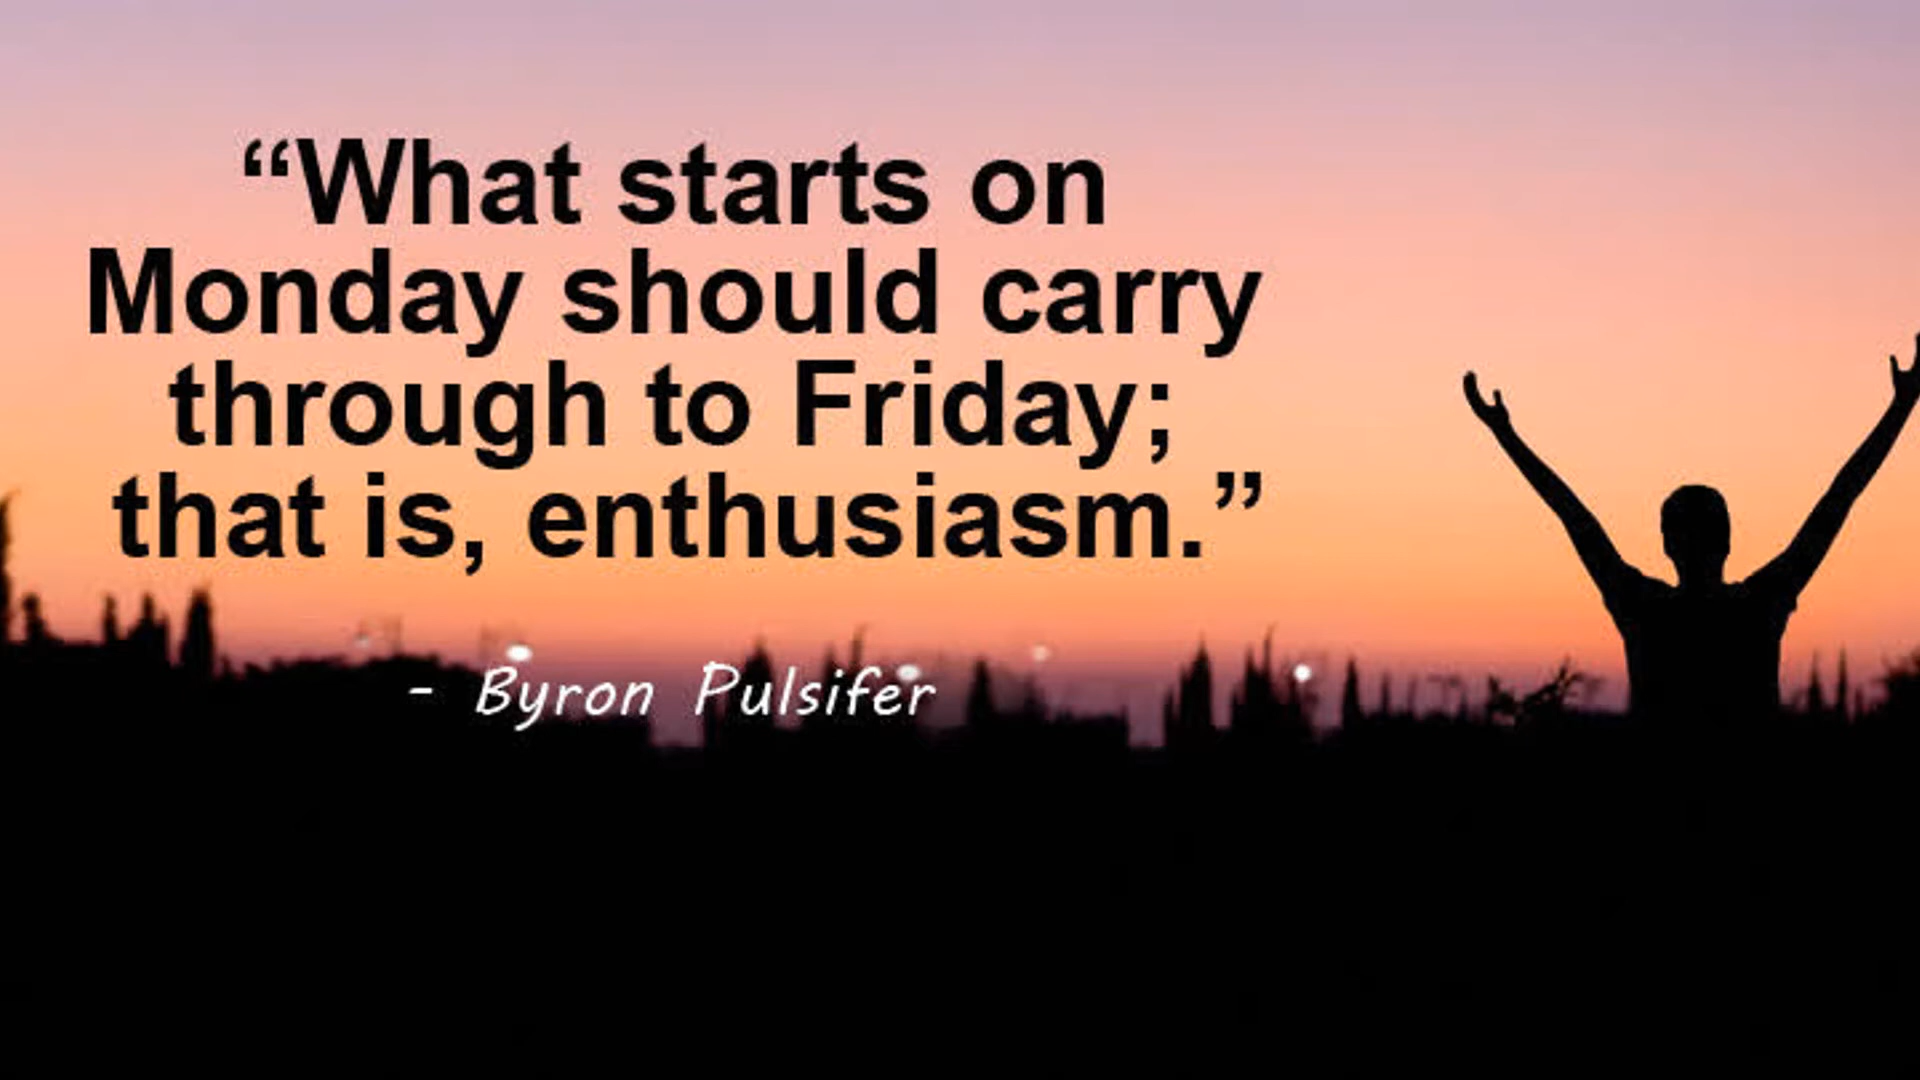 “What starts on
Monday should carry
through to Friday;
that is, enthusiasm.”
- Byron Pulsifer